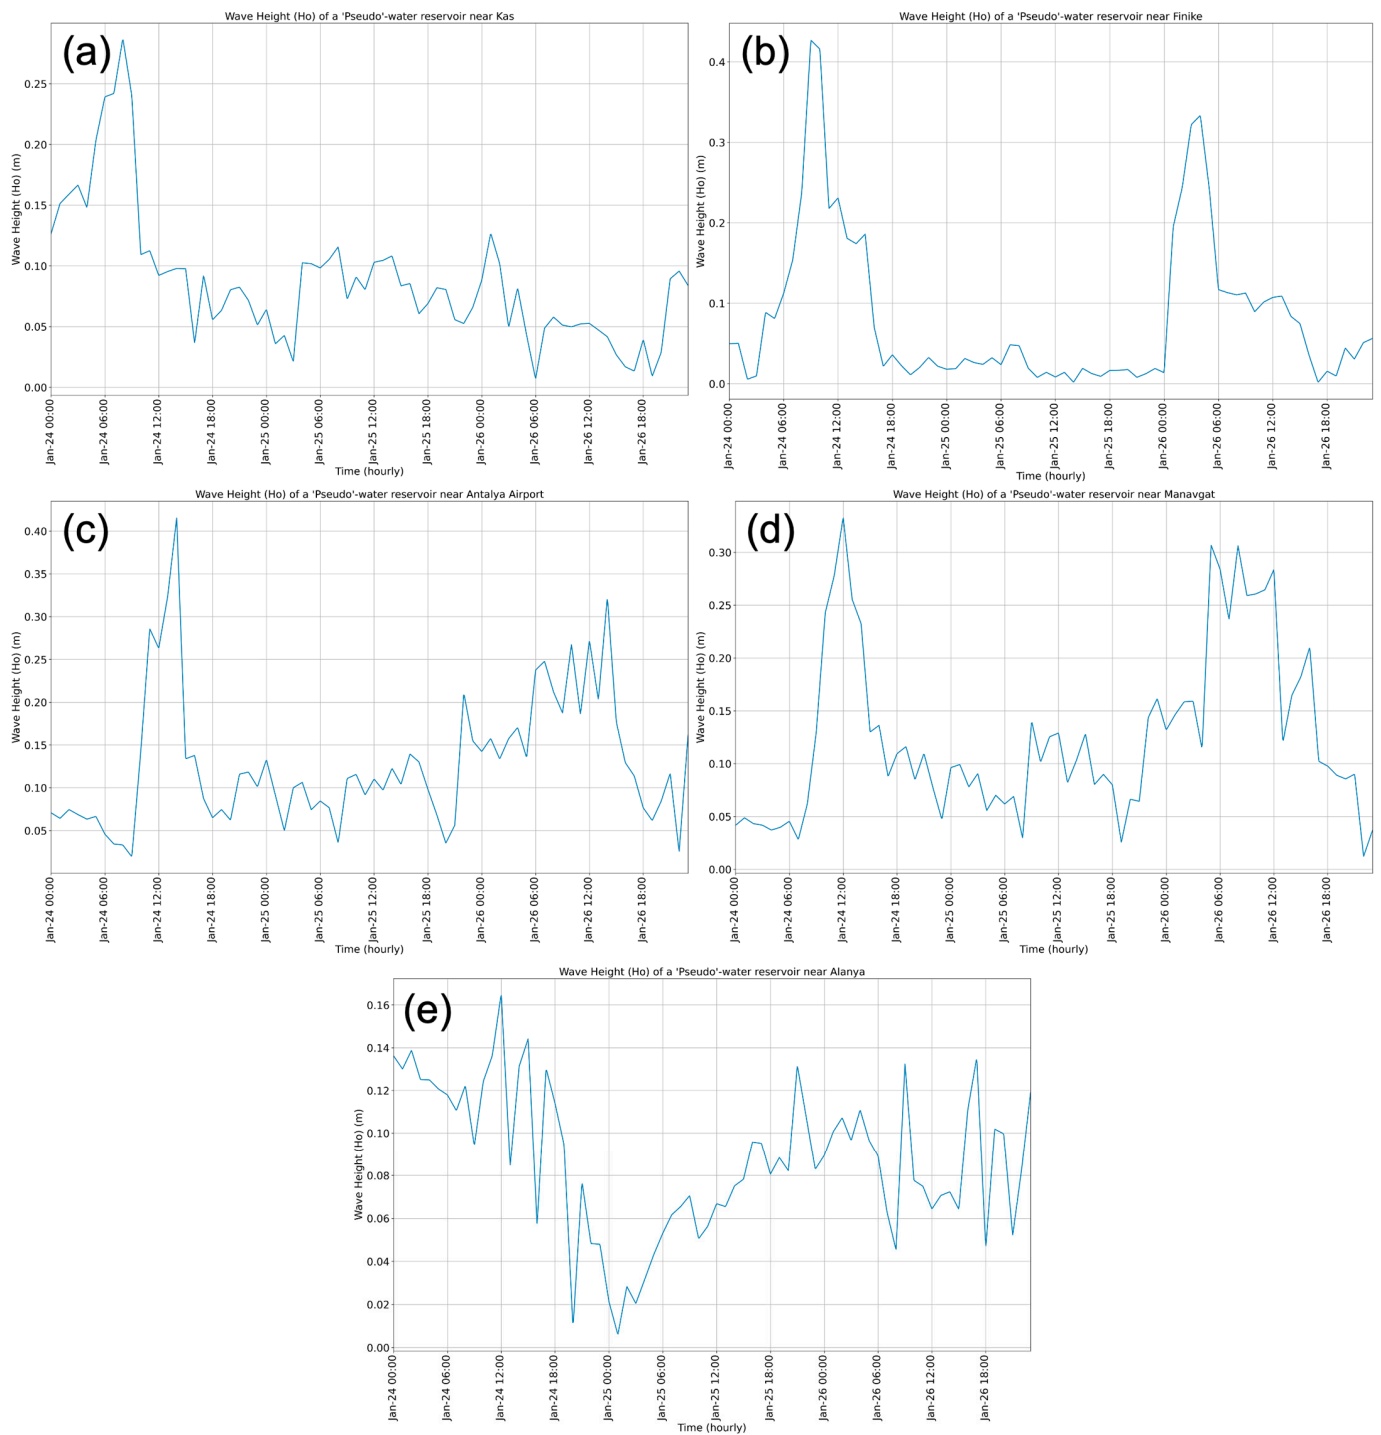 Wave Height (Ho) of a 'Pseudo'-water reservoir near Kas
(a)
Wave Height (Ho) (m)
0.25
0.20
0.15
0.10
0.05
0.00
Jan-24 00:00
Jan-24 06:00
Jan-24 12:00
Jan-24 18:00
Jan-25 00:00
Jan-25 06:00
Jan-25 12:00
Jan-25 18:00
Jan-26 00:00
Jan-26 06:00
Jan-26 12:00
Jan-26 18:00
Time (hourly)
Wave Height (Ho) of a 'Pseudo'-water reservoir near Finike
(b)
Wave Height (Ho) (m)
0.4
0.3
0.2
0.1
0.0
Jan-24 00:00
Jan-24 06:00
Jan-24 12:00
Jan-24 18:00
Jan-25 00:00
Jan-25 06:00
Jan-25 12:00
Jan-25 18:00
Jan-26 00:00
Jan-26 06:00
Jan-26 12:00
Jan-26 18:00
Time (hourly)
Wave Height (Ho) of a 'Pseudo'-water reservoir near Antalya Airport
(c)
Wave Height (Ho) (m)
0.40
0.35
0.30
0.25
0.20
0.15
0.10
0.05
Jan-24 00:00
Jan-24 06:00
Jan-24 12:00
Jan-24 18:00
Jan-25 00:00
Jan-25 06:00
Jan-25 12:00
Jan-25 18:00
Jan-26 00:00
Jan-26 06:00
Jan-26 12:00
Jan-26 18:00
Time (hourly)
Wave Height (Ho) of a 'Pseudo'-water reservoir near Manavgat
(d)
Wave Height (Ho) (m)
0.30
0.25
0.20
0.15
0.10
0.05
0.00
Jan-24 00:00
Jan-24 06:00
Jan-24 12:00
Jan-24 18:00
Jan-25 00:00
Jan-25 06:00
Jan-25 12:00
Jan-25 18:00
Jan-26 00:00
Jan-26 06:00
Jan-26 12:00
Jan-26 18:00
Time (hourly)
Wave Height (Ho) of a 'Pseudo'-water reservoir near Alanya
(e)
Wave Height (Ho) (m)
0.16
0.14
0.12
0.10
0.08
0.06
0.04
0.02
0.00
Jan-24 00:00
Jan-24 06:00
Jan-24 12:00
Jan-24 18:00
Jan-25 00:00
Jan-25 06:00
Jan-25 12:00
Jan-25 18:00
Jan-26 00:00
Jan-26 06:00
Jan-26 12:00
Jan-26 18:00
Time (hourly)